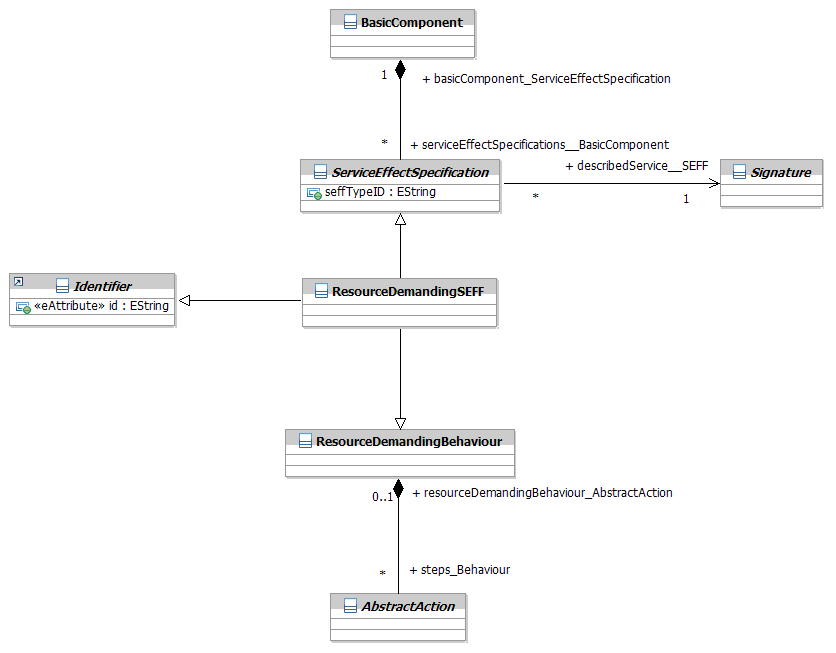 BasicComponent
1
+ basicComponent_ServiceEffectSpecification
*
+ serviceEffectSpecifications__BasicComponent
ServiceEffectSpecification
seffTypeID : EString
+ describedService__SEFF
*
1
Signature
Identifier
«eAttribute» id : EString
ResourceDemandingSEFF
ResourceDemandingBehaviour
0..1
+ resourceDemandingBehaviour_AbstractAction
*
+ steps_Behaviour
AbstractAction